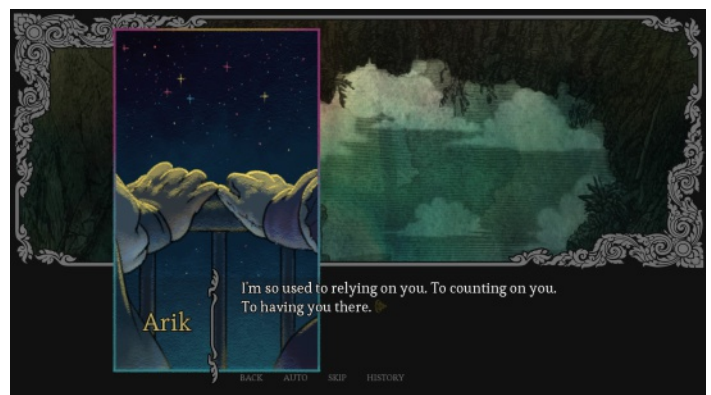 I'm so used to relying on you. To counting on you.
To having you there.
Arik
BACK AUTO SKIP HISTORY